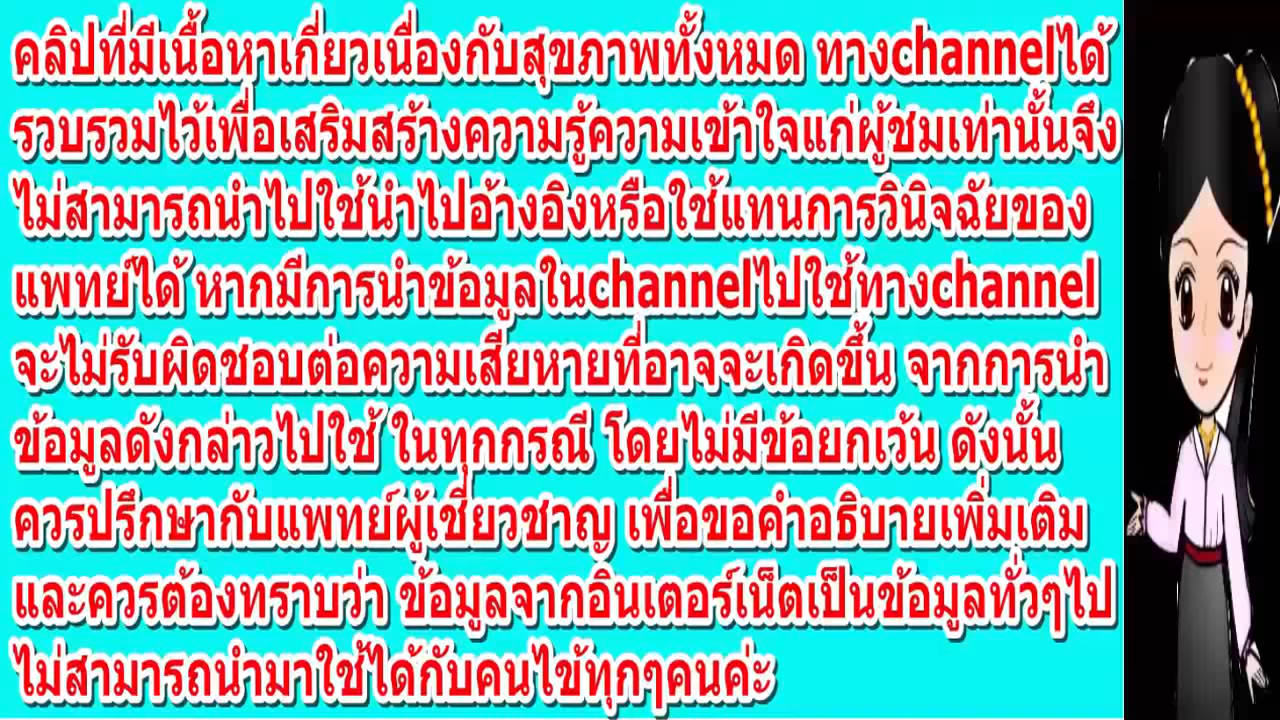 คลิปที่มีเนื้อหาเกี่ยวเนื่องกับสุขภาพทั้งหมด ทางchannelได้
รวบรวมไว้เพื่อเสริมสร้างความรู้ความเข้าใจแก่ผู้ชมเท่านั้นจึง
ไม่สามารถนำไปใช้นำไปอ้างอิงหรือใช้แทนการวินิจฉัยของ
แพทย์ได้ หากมีการนำข้อมูลในchannelไปใช้ทางchannel
จะไม่รับผิดชอบต่อความเสียหายที่อาจจะเกิดขึ้น จากการนำ
ข้อมูลดังกล่าวไปใช้ ในทุกกรณี โดยไม่มีข้อยกเว้น ดังนั้น
ควรปรึกษากับแพทย์ผู้เชี่ยวชาญ เพื่อขอคำอธิบายเพิ่มเติม
และควรต้องทราบว่า ข้อมูลจากอินเตอร์เน็ตเป็นข้อมูลทั่วๆไป
ไม่สามารถนำมาใช้ได้กับคนไข้ทุกๆคนค่ะ